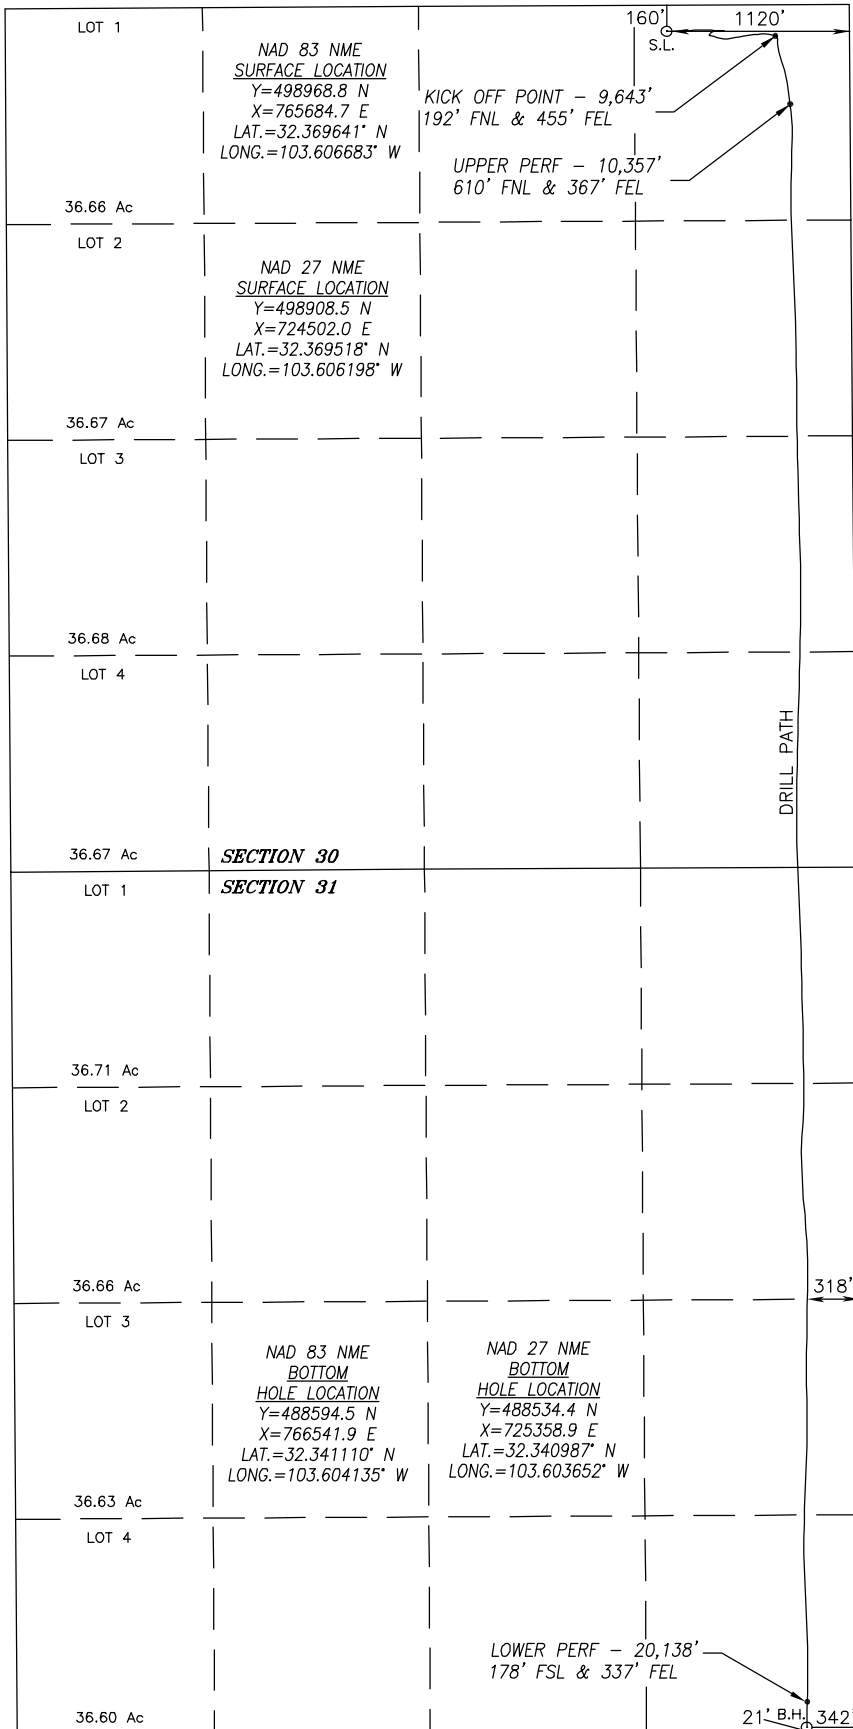 LOT 1
160'
1120'
S.L.
NAD 83 NME
SURFACE LOCATION
Y=498968.8 N
X=765684.7 E
LAT.=32.369641° N
LONG.=103.606683° W
KICK OFF POINT – 9,643'
192' FNL & 455' FEL
UPPER PERF – 10,357'
610' FNL & 367' FEL
36.66 Ac
LOT 2
NAD 27 NME
SURFACE LOCATION
Y=498908.5 N
X=724502.0 E
LAT.=32.369518° N
LONG.=103.606198° W
36.67 Ac
LOT 3
36.68 Ac
LOT 4
DRILL PATH
36.67 Ac
SECTION 30
LOT 1
SECTION 31
36.71 Ac
LOT 2
36.66 Ac
318'
LOT 3
NAD 83 NME
BOTTOM
HOLE LOCATION
Y=488594.5 N
X=766541.9 E
LAT.=32.341110° N
LONG.=103.604135° W
NAD 27 NME
BOTTOM
HOLE LOCATION
Y=488534.4 N
X=725358.9 E
LAT.=32.340987° N
LONG.=103.603652° W
36.63 Ac
LOT 4
LOWER PERF – 20,138'
178' FSL & 337' FEL
36.60 Ac
21'
B.H.
342'